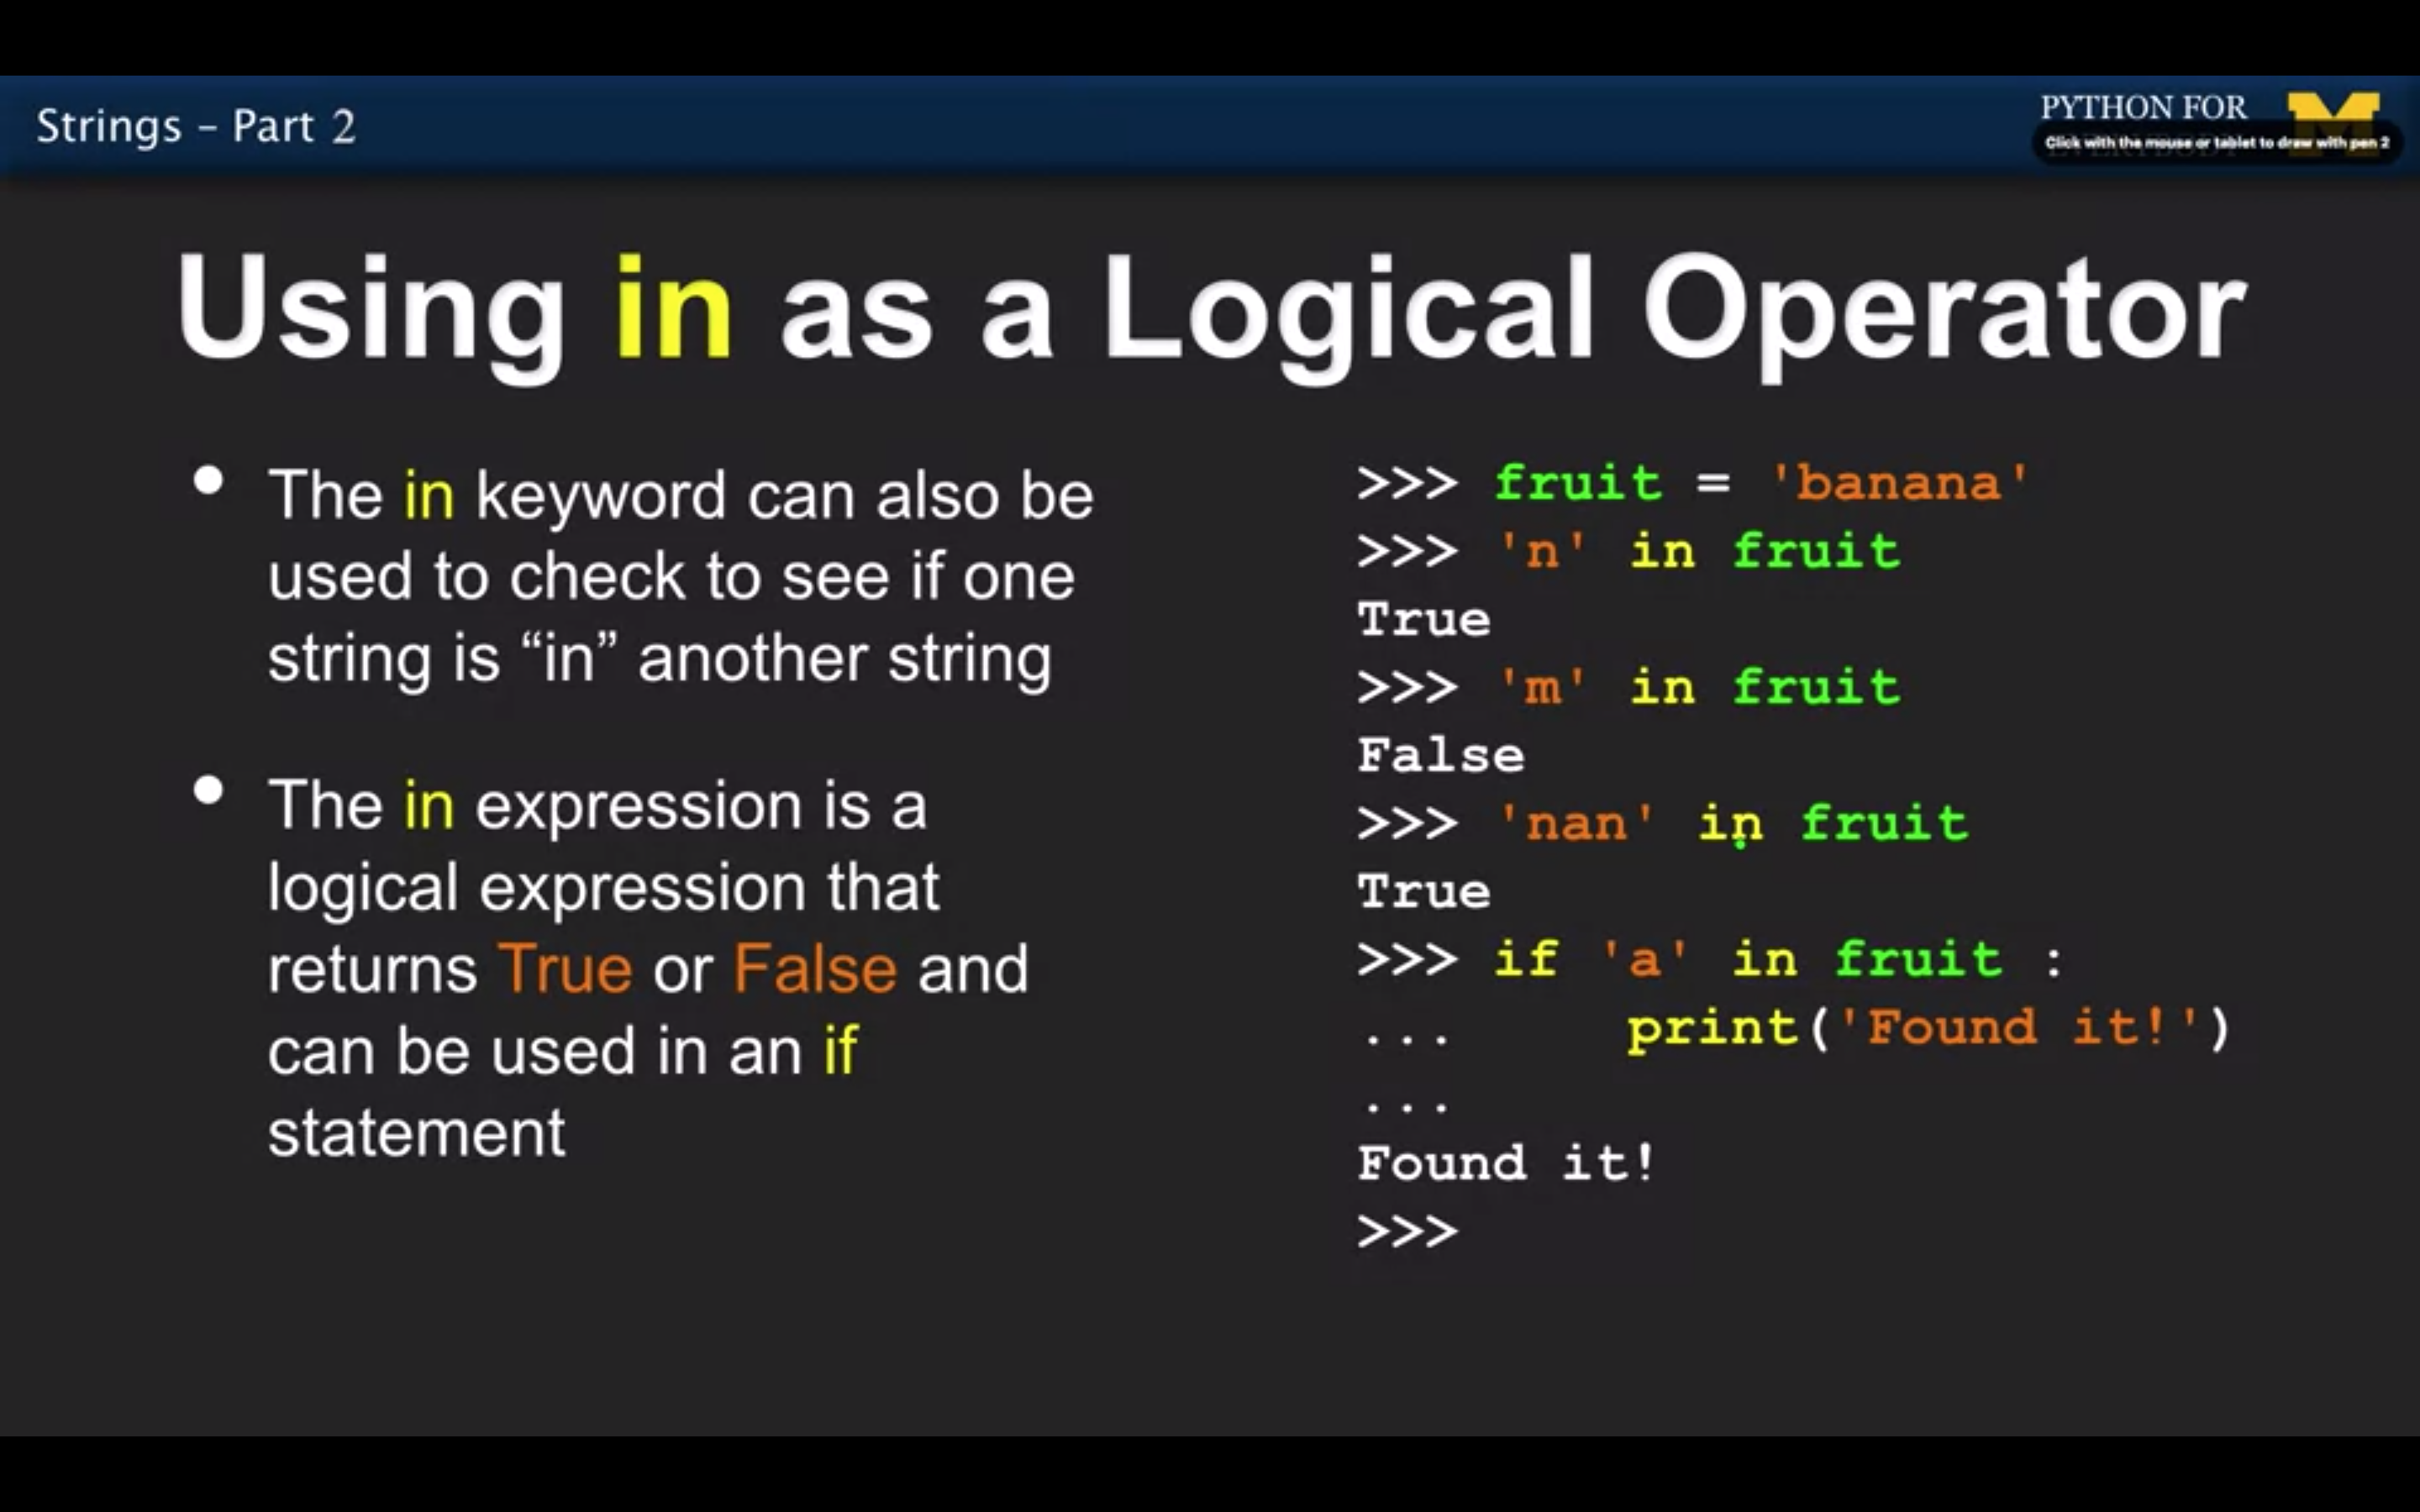 Strings – Part 2
PYTHON FOR
Click with the mouse or tablet to draw with pen 2
Using in as a Logical Operator
• The in keyword can also be
used to check to see if one
string is “in” another string
• The in expression is a
logical expression that
returns True or False and
can be used in an if
statement
>>> fruit = 'banana'
>>> 'n' in fruit
True
>>> 'm' in fruit
False
>>> 'nan' in fruit
True
>>> if 'a' in fruit :
...     print('Found it!')
...
Found it!
>>>